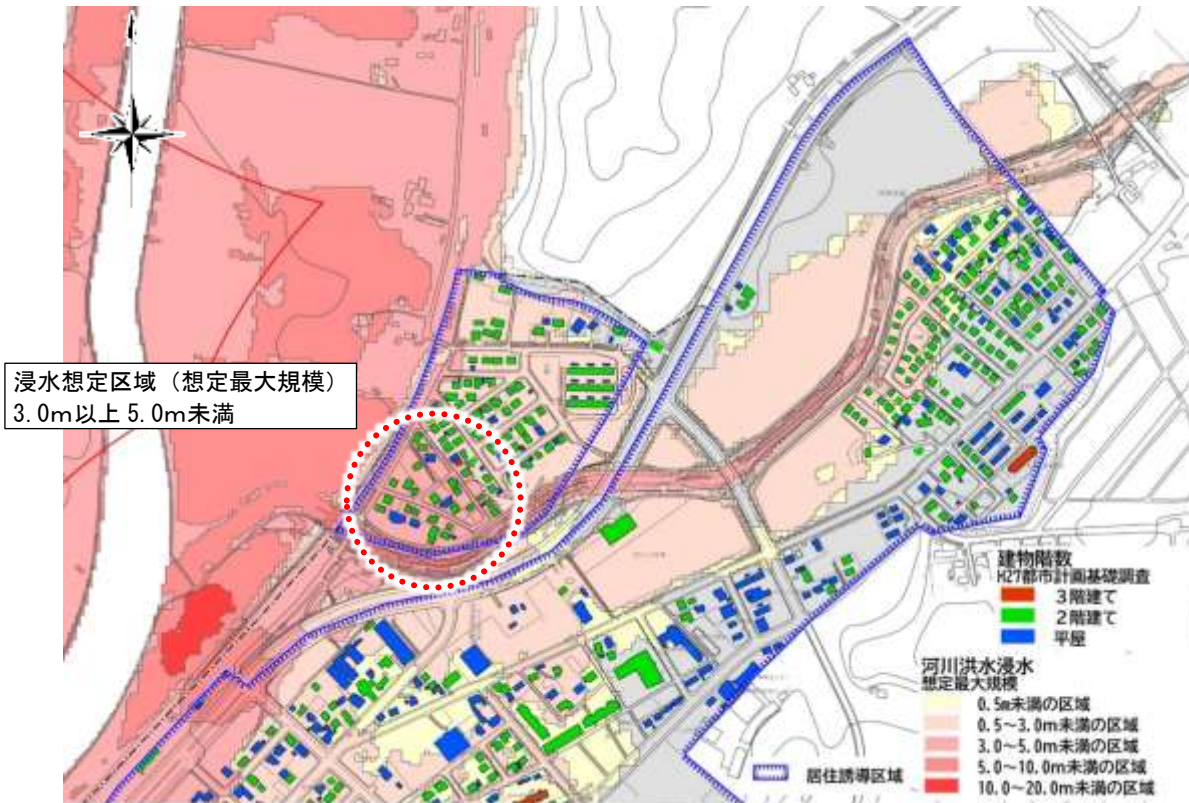 浸水想定区域（想定最大規模）
3.0ｍ以上5.0ｍ未満
建物階数
H27都市計画基礎調査
3階建て
2階建て
平屋
河川洪水浸水
想定最大規模
0.5m未満の区域
0.5～3.0m未満の区域
3.0～5.0m未満の区域
5.0～10.0m未満の区域
10.0～20.0m未満の区域
居住誘導区域